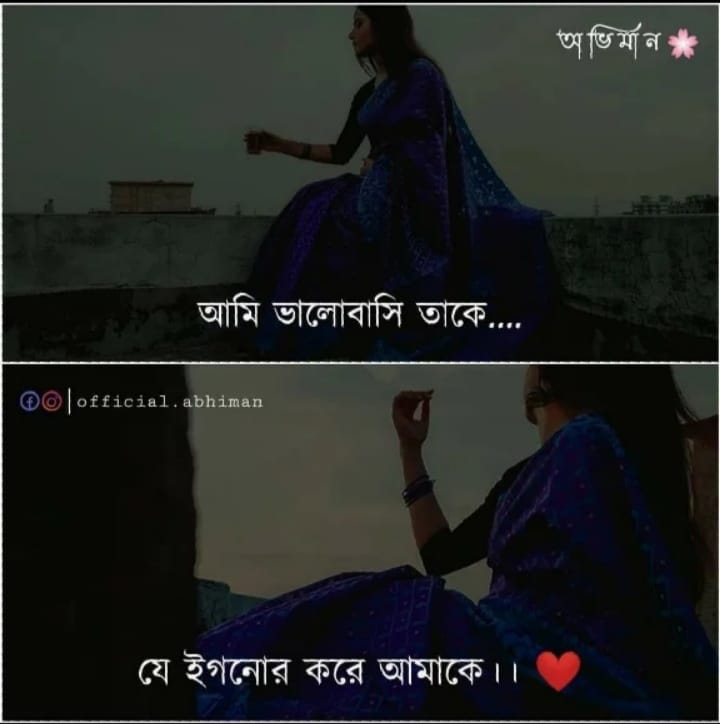 অভিমান 🌸
আমি ভালোবাসি তাকে....
official.abhiman
যে ইগনোর করে আমাকে।। ❤️